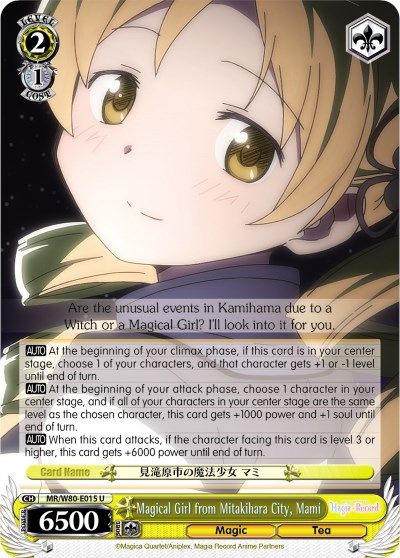 LEVEL
2
1
COST
Are the unusual events in Kamihama due to a
Witch or a Magical Girl? I'll look into it for you.
AUTO At the beginning of your climax phase, if this card is in your center
stage, choose 1 of your characters, and that character gets +1 or -1 level
until end of turn.
AUTO At the beginning of your attack phase, choose 1 character in your
center stage, and if all of your characters in your center stage are the same
level as the chosen character, this card gets +1000 power and +1 soul until
end of turn.
AUTO When this card attacks, if the character facing this card is level 3 or
higher, this card gets +6000 power until end of turn.
Card Name 見滝原市の魔法少女 マミ
CH MR/W80-E015 U
Magical Girl from Mitakihara City, Mami
Magia Record
POWER
6500
SOUL
Magic
Tea
©Magica Quartet/Aniplex, Magia Record Anime Partners